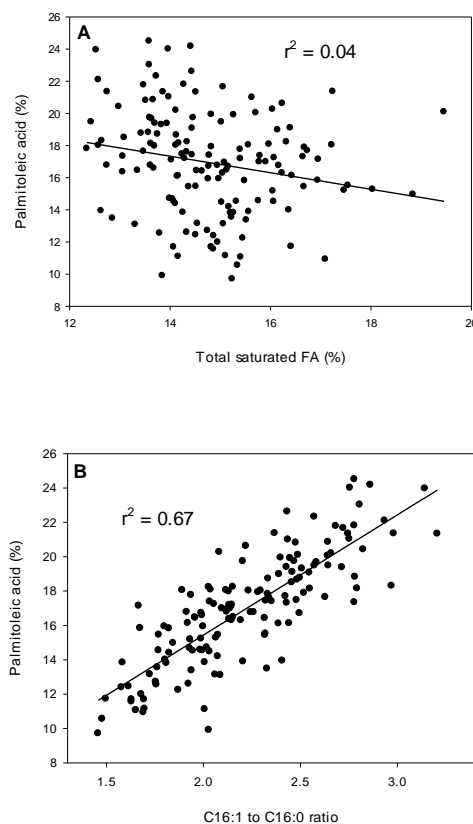 A
r² = 0.04
26
24
22
20
18
16
14
12
10
8
Palmitoleic acid (%)
12 14 16 18 20
Total saturated FA (%)
B
r² = 0.67
26
24
22
20
18
16
14
12
10
8
Palmitoleic acid (%)
1.5 2.0 2.5 3.0
C16:1 to C16:0 ratio